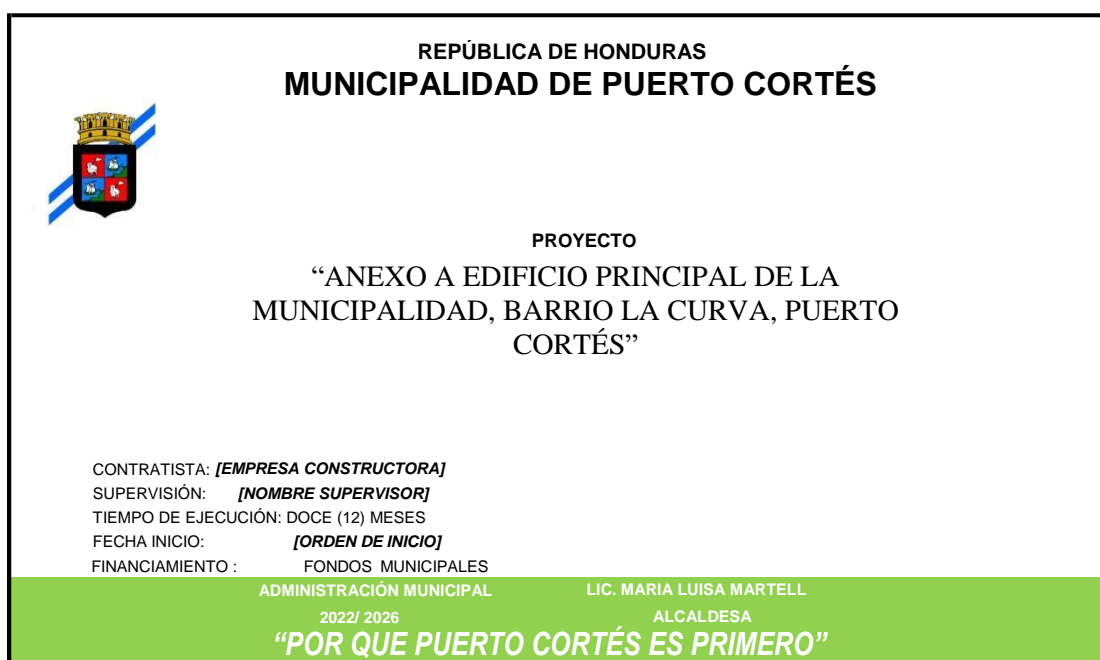 REPÚBLICA DE HONDURAS
MUNICIPALIDAD DE PUERTO CORTÉS
PROYECTO
“ANEXO A EDIFICIO PRINCIPAL DE LA
MUNICIPALIDAD, BARRIO LA CURVA, PUERTO
CORTÉS”
CONTRATISTA: [EMPRESA CONSTRUCTORA]
SUPERVISIÓN: [NOMBRE SUPERVISOR]
TIEMPO DE EJECUCIÓN: DOCE (12) MESES
FECHA INICIO: [ORDEN DE INICIO]
FINANCIAMIENTO : FONDOS MUNICIPALES
ADMINISTRACIÓN MUNICIPAL LIC. MARIA LUISA MARTELL
2022/ 2026 ALCALDESA
“POR QUE PUERTO CORTÉS ES PRIMERO”